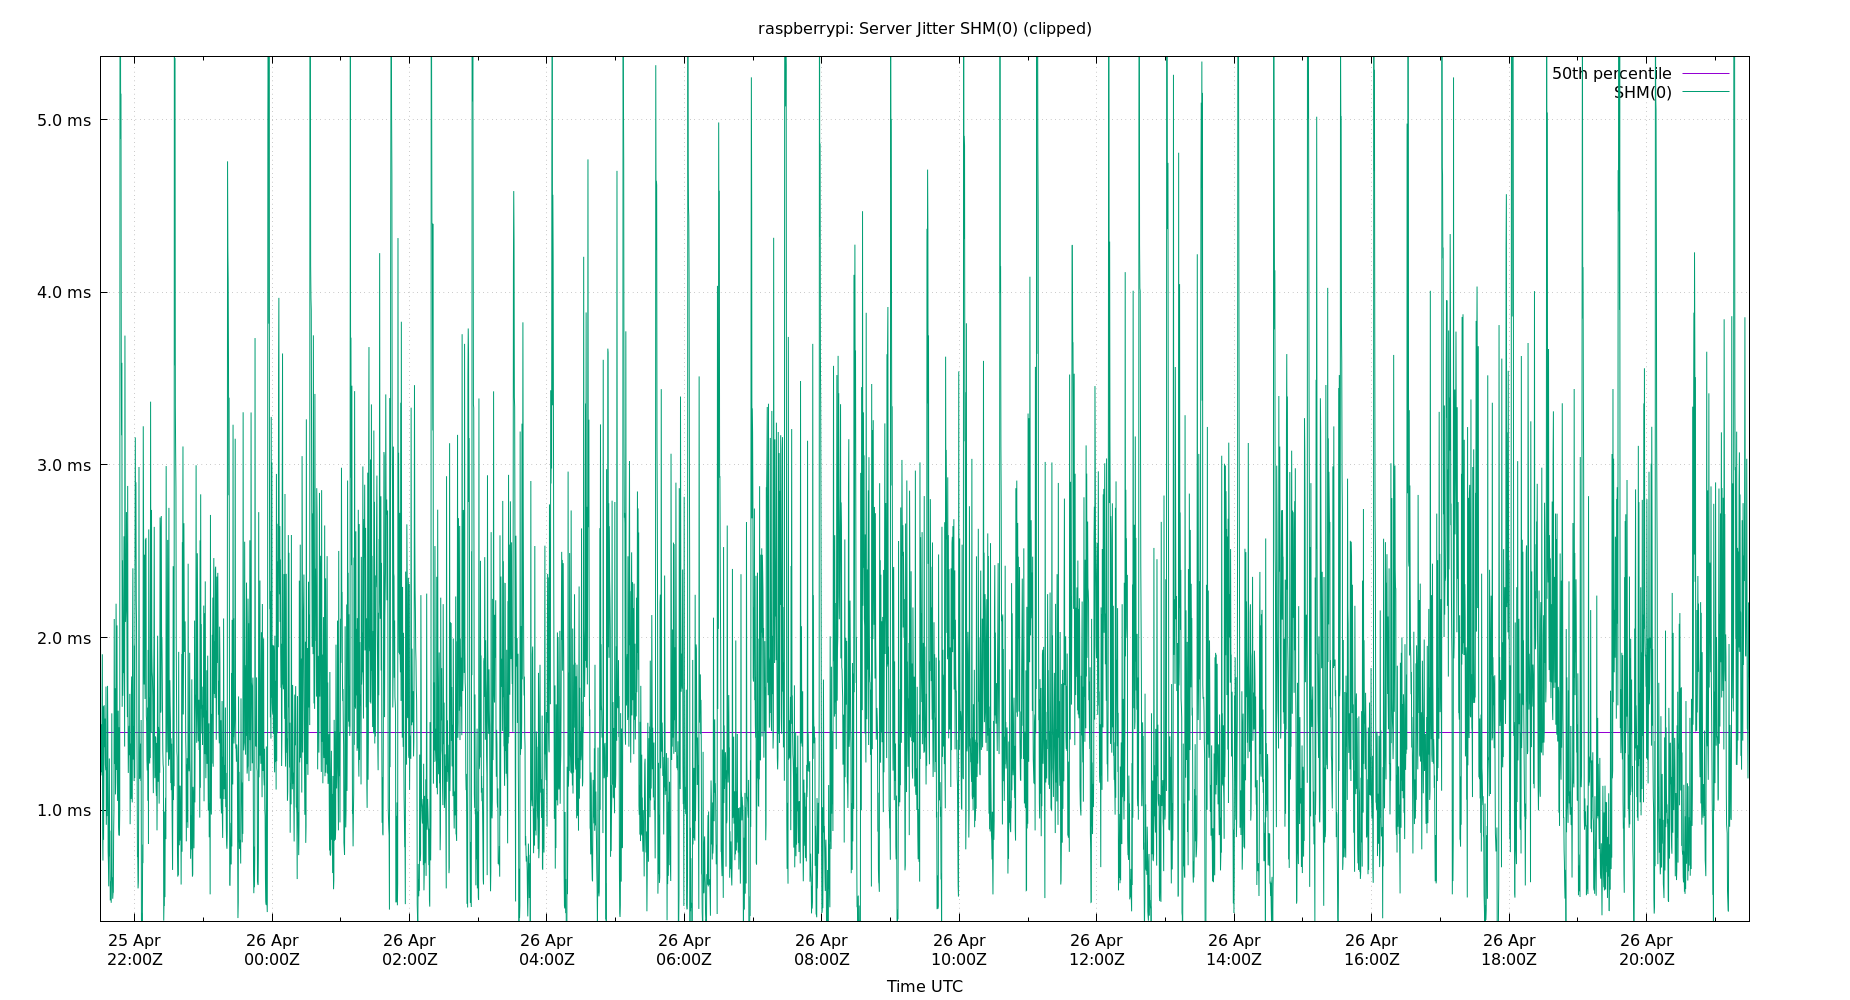 raspberrypi: Server Jitter SHM(0) (clipped)
50th percentile
SHM(0)
5.0 ms
4.0 ms
3.0 ms
2.0 ms
1.0 ms
25 Apr 26 Apr 26 Apr 26 Apr 26 Apr 26 Apr 26 Apr 26 Apr 26 Apr 26 Apr 26 Apr 26 Apr
22:00Z 00:00Z 02:00Z 04:00Z 06:00Z 08:00Z 10:00Z 12:00Z 14:00Z 16:00Z 18:00Z 20:00Z
Time UTC